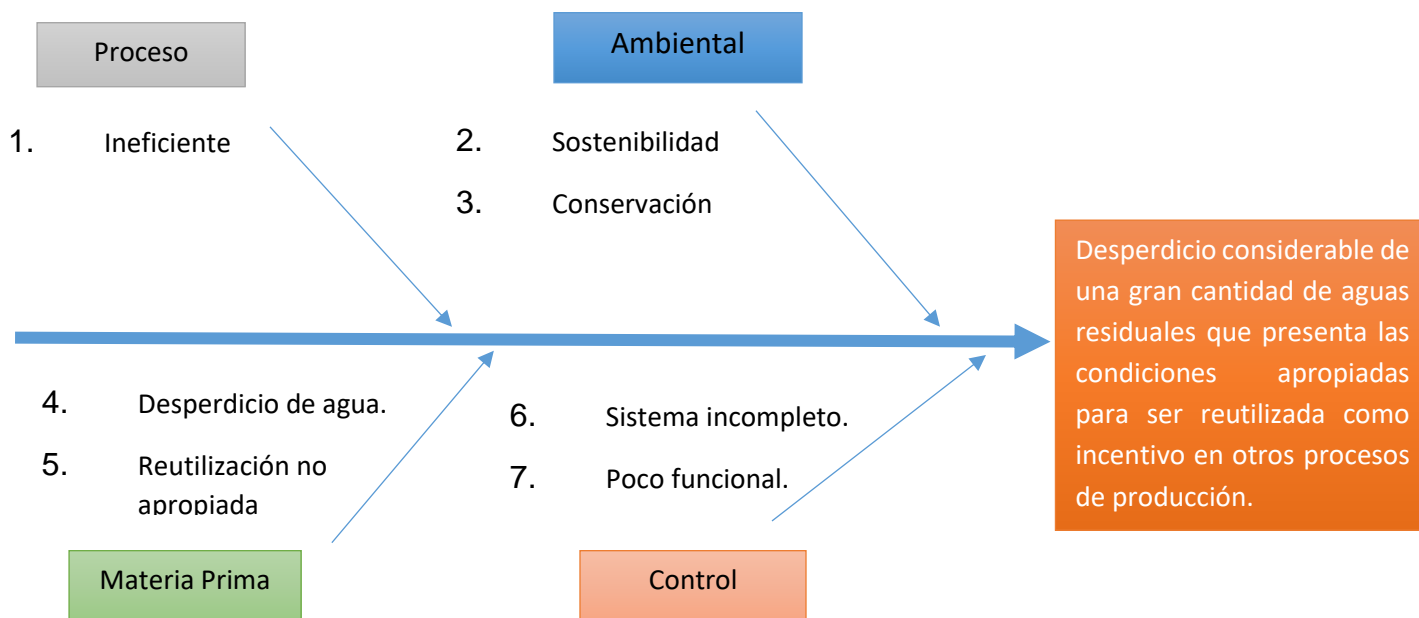 Proceso
Ambiental
1. Ineficiente
2. Sostenibilidad
3. Conservación
Desperdicio considerable de
una gran cantidad de aguas
residuales que presenta las
condiciones apropiadas
para ser reutilizada como
incentivo en otros procesos
de producción.
4. Desperdicio de agua.
5. Reutilización no
apropiada
6. Sistema incompleto.
7. Poco funcional.
Materia Prima
Control